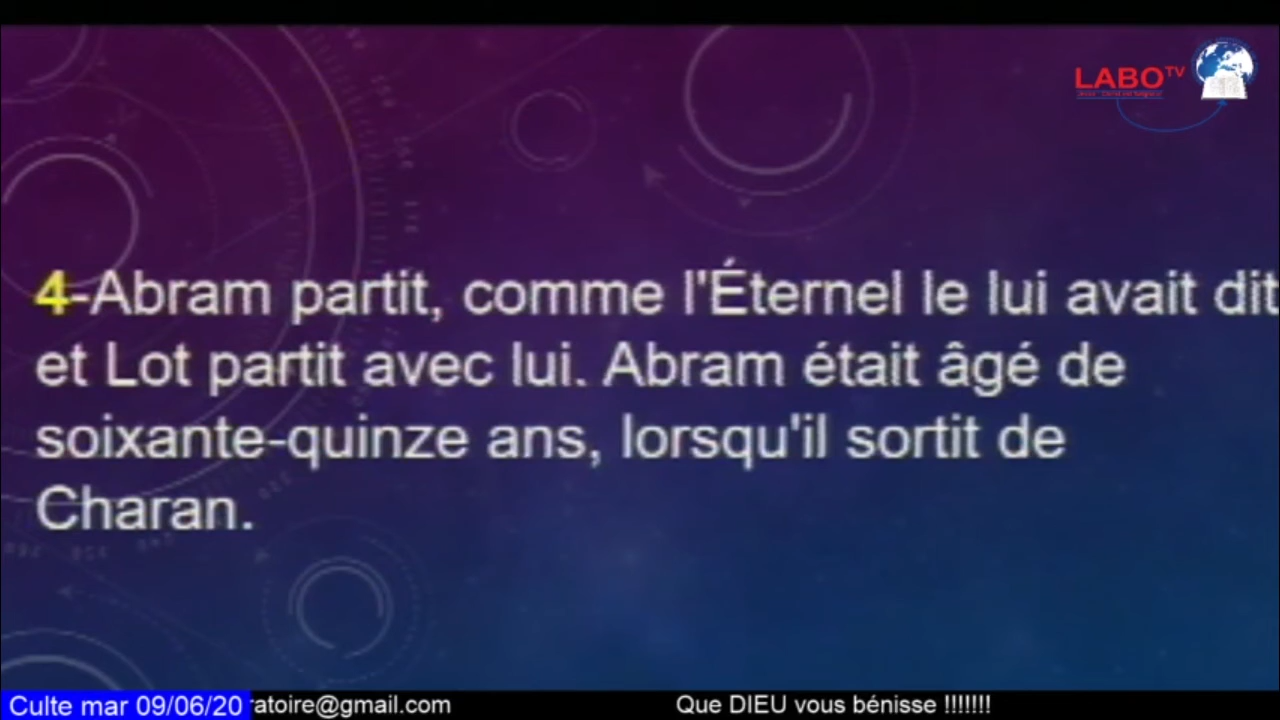 LABO TV
4-Abram partit, comme l'Éternel le lui avait dit
et Lot partit avec lui. Abram était âgé de
soixante-quinze ans, lorsqu'il sortit de
Charan.
Culte mar 09/06/20 ratoire@gmail.com Que DIEU vous bénisse !!!!!!!